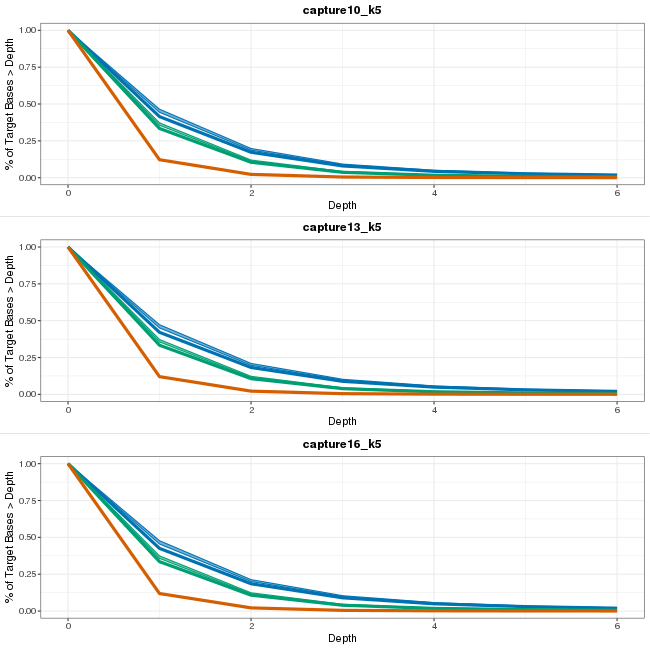 capture10_k5
% of Target Bases > Depth
1.00
0.75
0.50
0.25
0.00
0 2 4 6
Depth
capture13_k5
% of Target Bases > Depth
1.00
0.75
0.50
0.25
0.00
0 2 4 6
Depth
capture16_k5
% of Target Bases > Depth
1.00
0.75
0.50
0.25
0.00
0 2 4 6
Depth